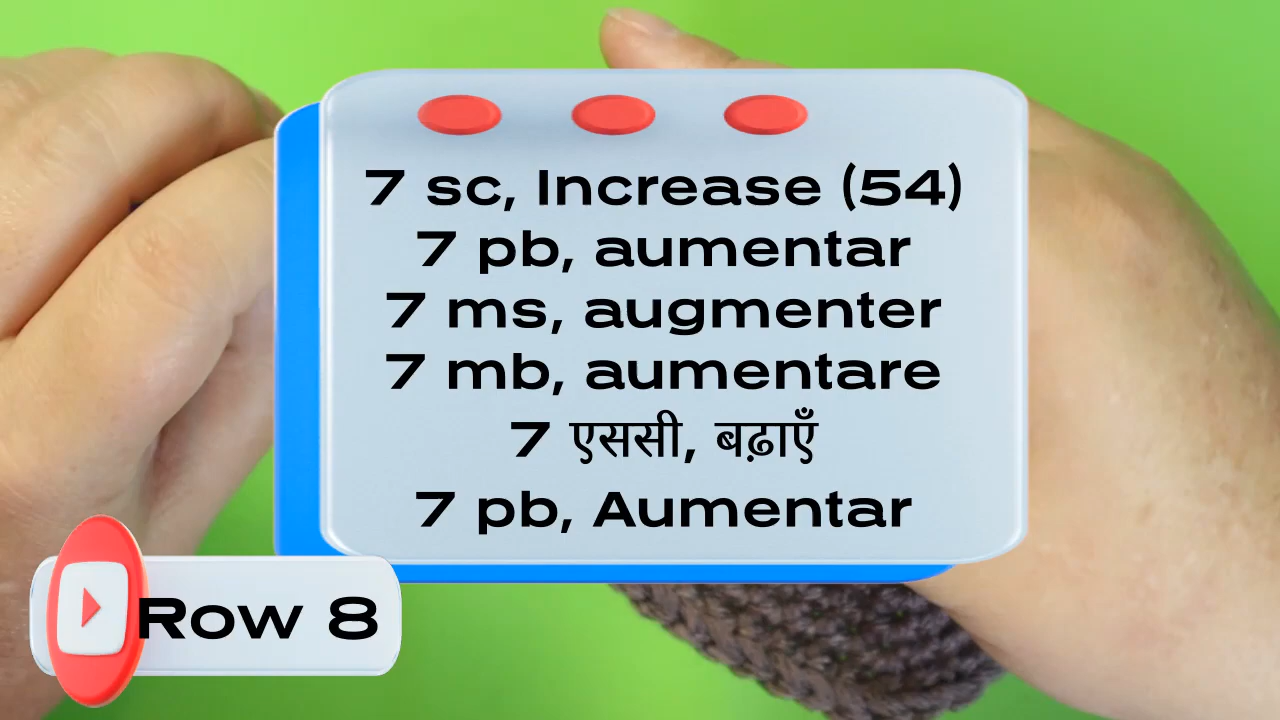 7 sc, Increase (54)
7 pb, aumentar
7 ms, augmenter
7 mb, aumentare
7 एससी, बढ़ाएँ
7 pb, Aumentar
Row 8